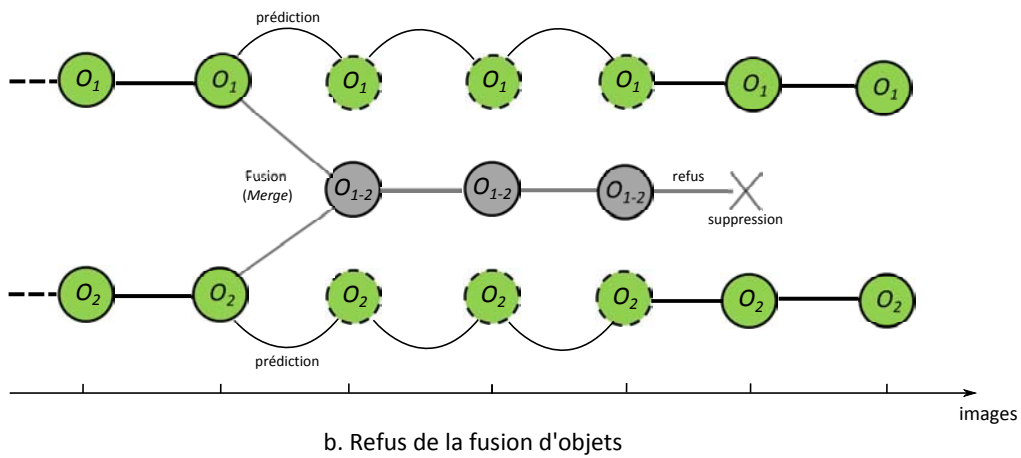 prédiction
O1 O1 O1 O1 O1 O1 O1
Fusion
(Merge)
O1-2 O1-2 O1-2
refus
suppression
O2 O2 O2 O2 O2 O2 O2
prédiction
images
b. Refus de la fusion d'objets